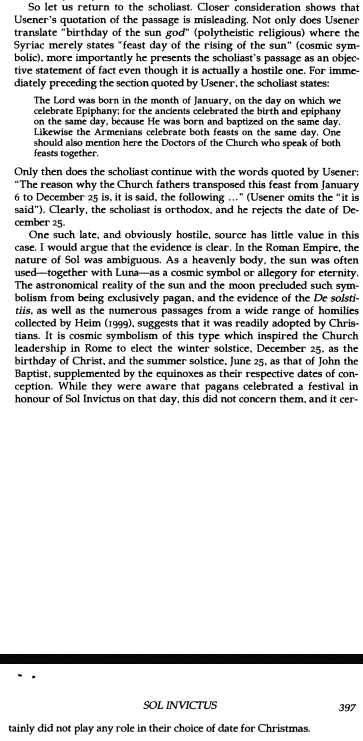 So let us return to the scholiast. Closer consideration shows that
Usener's quotation of the passage is misleading. Not only does Usener
translate "birthday of the sun god" (polytheistic religious) where the
Syriac merely states "feast day of the rising of the sun" (cosmic sym-
bolic), more importantly he presents the scholiast's passage as an objec-
tive statement of fact even though it is actually a hostile one. For imme-
diately preceding the section quoted by Usener, the scholiast states:
The Lord was born in the month of January, on the day on which we
celebrate Epiphany; for the ancients celebrated the birth and epiphany
on the same day, because He was born and baptized on the same day.
Likewise the Armenians celebrate both feasts on the same day. One
should also mention here the Doctors of the Church who speak of both
feasts together.
Only then does the scholiast continue with the words quoted by Usener:
"The reason why the Church fathers transposed this feast from January
6 to December 25 is, it is said, the following ..." (Usener omits the "it is
said"). Clearly, the scholiast is orthodox, and he rejects the date of De-
cember 25.
One such late, and obviously hostile, source has little value in this
case. I would argue that the evidence is clear. In the Roman Empire, the
nature of Sol was ambiguous. As a heavenly body, the sun was often
used—together with Luna—as a cosmic symbol or allegory for eternity.
The astronomical reality of the sun and the moon precluded such sym-
bolism from being exclusively pagan, and the evidence of the De solsti-
tiis, as well as the numerous passages from a wide range of homilies
collected by Heim (1999), suggests that it was readily adopted by Chris-
tians. It is cosmic symbolism of this type which inspired the Church
leadership in Rome to elect the winter solstice, December 25, as the
birthday of Christ, and the summer solstice, June 25, as that of John the
Baptist, supplemented by the equinoxes as their respective dates of con-
ception. While they were aware that pagans celebrated a festival in
honour of Sol Invictus on that day, this did not concern them, and it cer-
SOL INVICTUS 397
tainly did not play any role in their choice of date for Christmas.